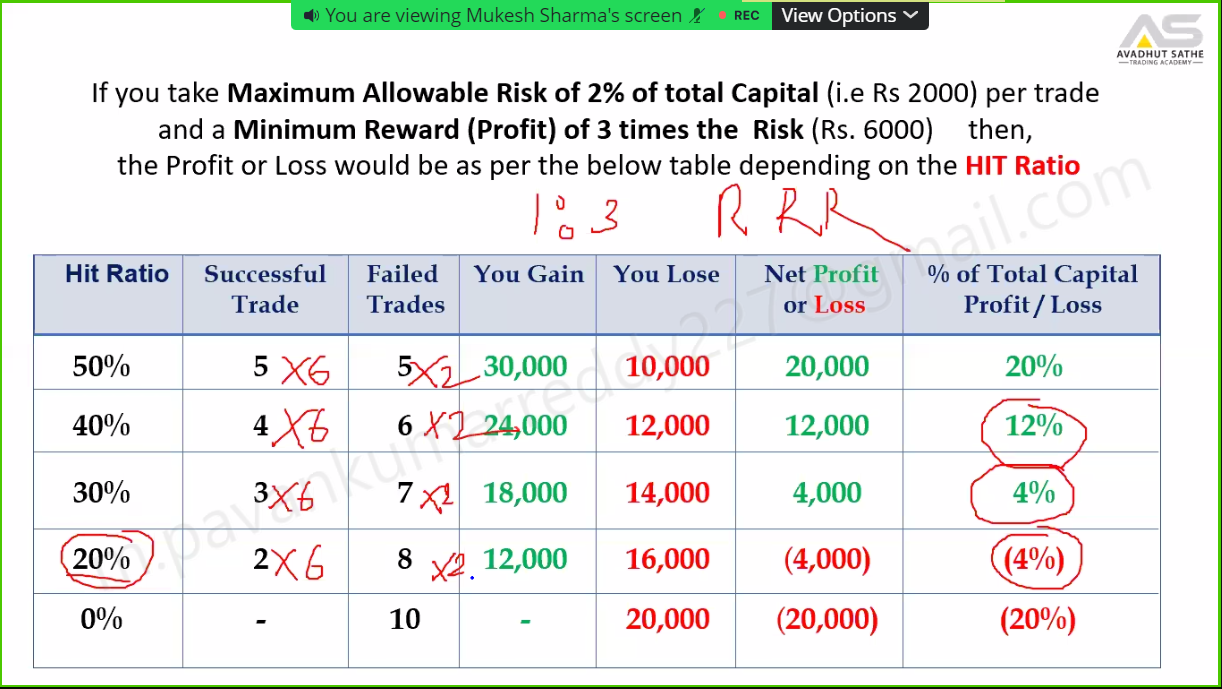 You are viewing Mukesh Sharma's screen REC View Options
AS
AVADHUT SATHE
TRADING ACADEMY
If you take Maximum Allowable Risk of 2% of total Capital (i.e Rs 2000) per trade
and a Minimum Reward (Profit) of 3 times the Risk (Rs. 6000) then,
the Profit or Loss would be as per the below table depending on the HIT Ratio
1:3 RRR
Hit Ratio Successful Trade Failed Trades You Gain You Lose Net Profit or Loss % of Total Capital Profit / Loss
50% 5 x6 5 x2 30,000 10,000 20,000 20%
40% 4 x6 6 x2 24,000 12,000 12,000 12%
30% 3 x6 7 x2 18,000 14,000 4,000 4%
20% 2 x6 8 x2 12,000 16,000 (4,000) (4%)
0% - 10 - 20,000 (20,000) (20%)